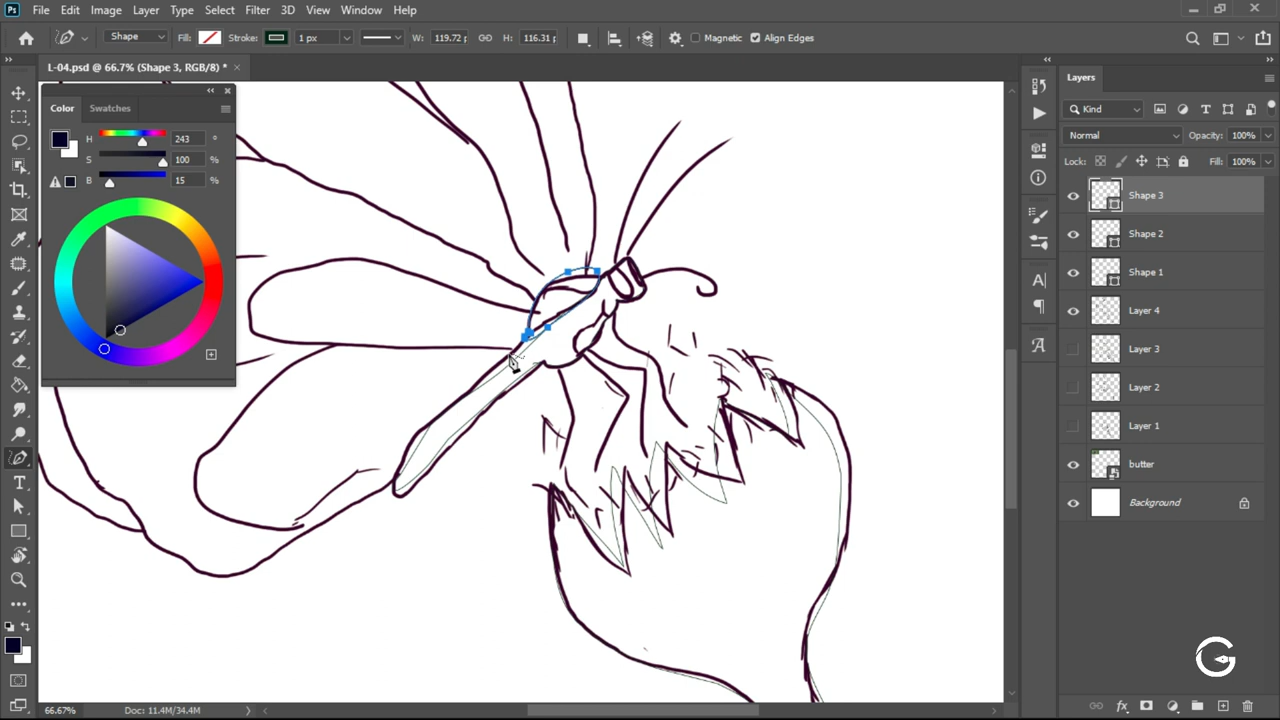 Ps File Edit Image Layer Type Select Filter 3D View Window Help
Shape Fill: Stroke: 1 px W: 119.72 p H: 116.31 p Magnetic Align Edges
L-04.psd @ 66.7% (Shape 3, RGB/8) *
Color Swatches
H 243 °
S 100 %
B 15 %
Layers
Kind
Normal Opacity: 100%
Lock: Fill: 100%
Shape 3
Shape 2
Shape 1
Layer 4
Layer 3
Layer 2
Layer 1
butter
Background
66.67% Doc: 11.4M/34.4M